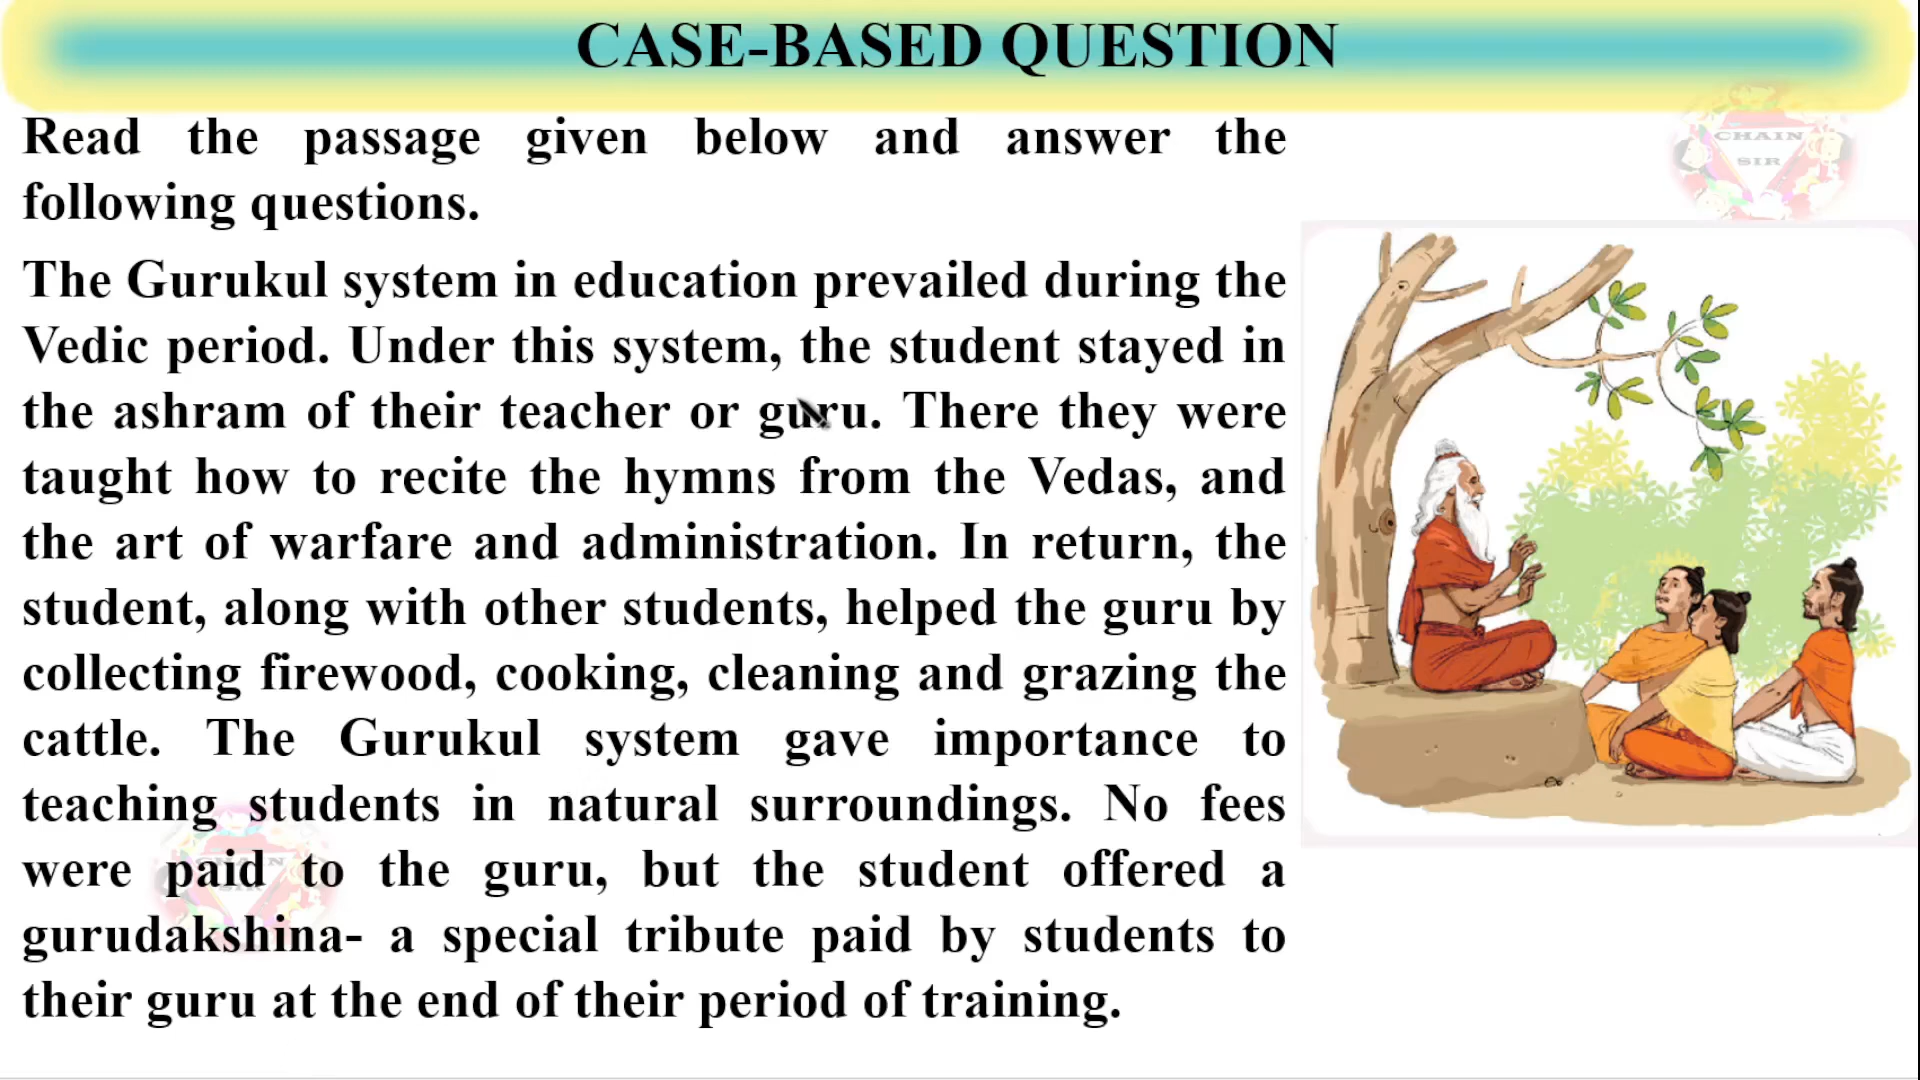 CASE-BASED QUESTION
CHAIN
SIR
Read the passage given below and answer the
following questions.
The Gurukul system in education prevailed during the
Vedic period. Under this system, the student stayed in
the ashram of their teacher or guru. There they were
taught how to recite the hymns from the Vedas, and
the art of warfare and administration. In return, the
student, along with other students, helped the guru by
collecting firewood, cooking, cleaning and grazing the
cattle. The Gurukul system gave importance to
teaching students in natural surroundings. No fees
were paid to the guru, but the student offered a
gurudakshina- a special tribute paid by students to
their guru at the end of their period of training.
CHAIN
SIR